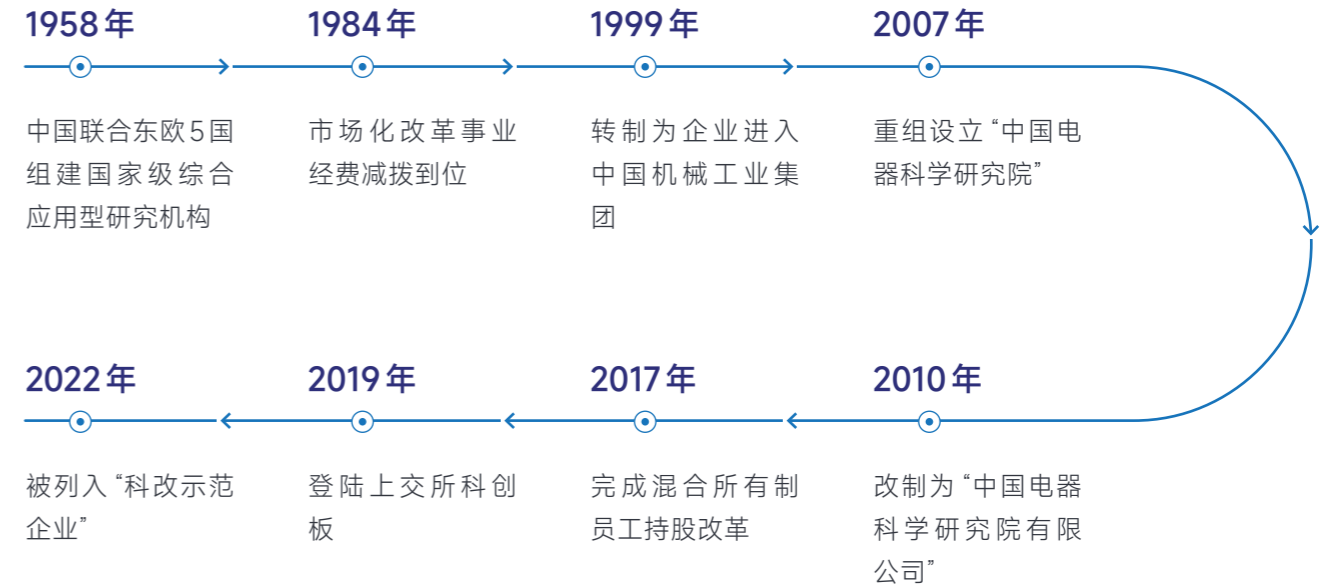 1958年
中国联合东欧5国
组建国家级综合
应用型研究机构
1984年
市场化改革事业
经费减拨到位
1999年
转制为企业进入
中国机械工业集
团
2007年
重组设立“中国电
器科学研究院”
2010年
改制为“中国电器
科学研究院有限
公司”
2017年
完成混合所有制
员工持股改革
2019年
登陆上交所科创
板
2022年
被列入“科改示范
企业”